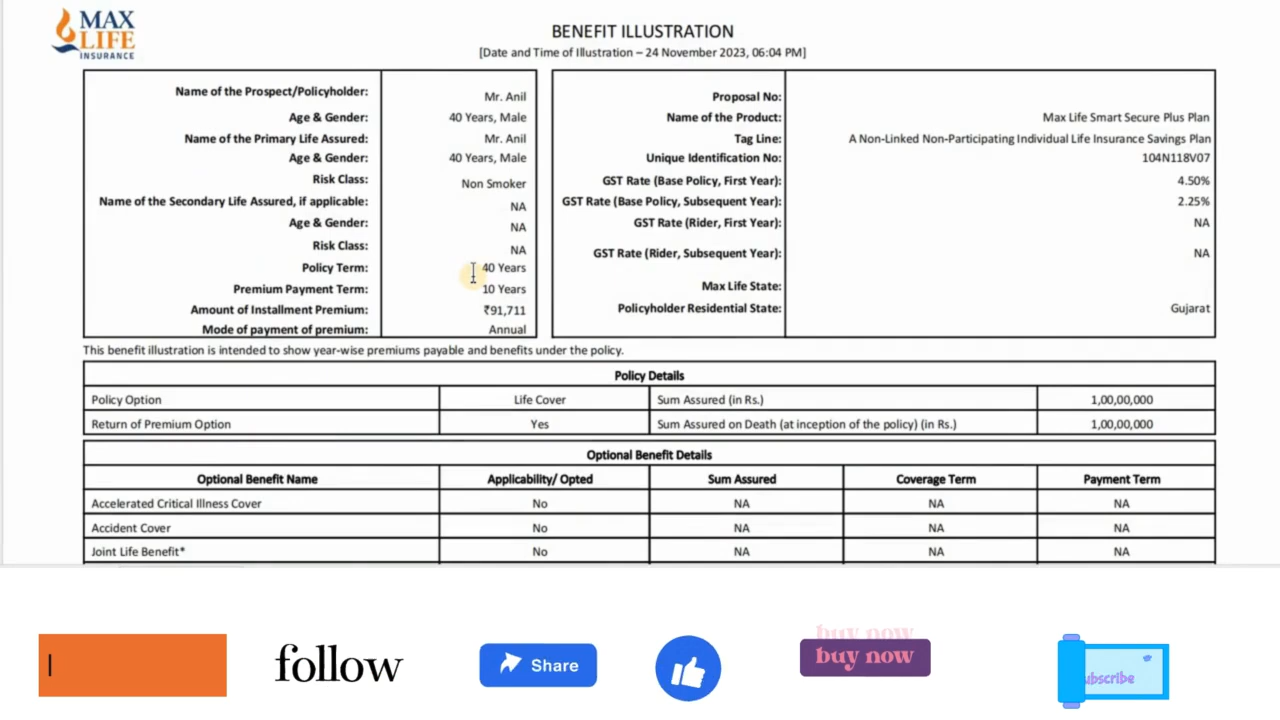 MAX
LIFE
INSURANCE
BENEFIT ILLUSTRATION
[Date and Time of Illustration – 24 November 2023, 06:04 PM]
Name of the Prospect/Policyholder: Mr. Anil
Age & Gender: 40 Years, Male
Name of the Primary Life Assured: Mr. Anil
Age & Gender: 40 Years, Male
Risk Class: Non Smoker
Name of the Secondary Life Assured, if applicable: NA
Age & Gender: NA
Risk Class: NA
Policy Term: 40 Years
Premium Payment Term: 10 Years
Amount of Installment Premium: ₹91,711
Mode of payment of premium: Annual
Proposal No:
Name of the Product: Max Life Smart Secure Plus Plan
Tag Line: A Non-Linked Non-Participating Individual Life Insurance Savings Plan
Unique Identification No: 104N118V07
GST Rate (Base Policy, First Year): 4.50%
GST Rate (Base Policy, Subsequent Year): 2.25%
GST Rate (Rider, First Year): NA
GST Rate (Rider, Subsequent Year): NA
Max Life State:
Policyholder Residential State: Gujarat
This benefit illustration is intended to show year-wise premiums payable and benefits under the policy.
Policy Details
Policy Option Life Cover Sum Assured (in Rs.) 1,00,00,000
Return of Premium Option Yes Sum Assured on Death (at inception of the policy) (in Rs.) 1,00,00,000
Optional Benefit Details
Optional Benefit Name Applicability/ Opted Sum Assured Coverage Term Payment Term
Accelerated Critical Illness Cover No NA NA NA
Accident Cover No NA NA NA
Joint Life Benefit* No NA NA NA
follow
Share
buy now
buy now
ubscribe